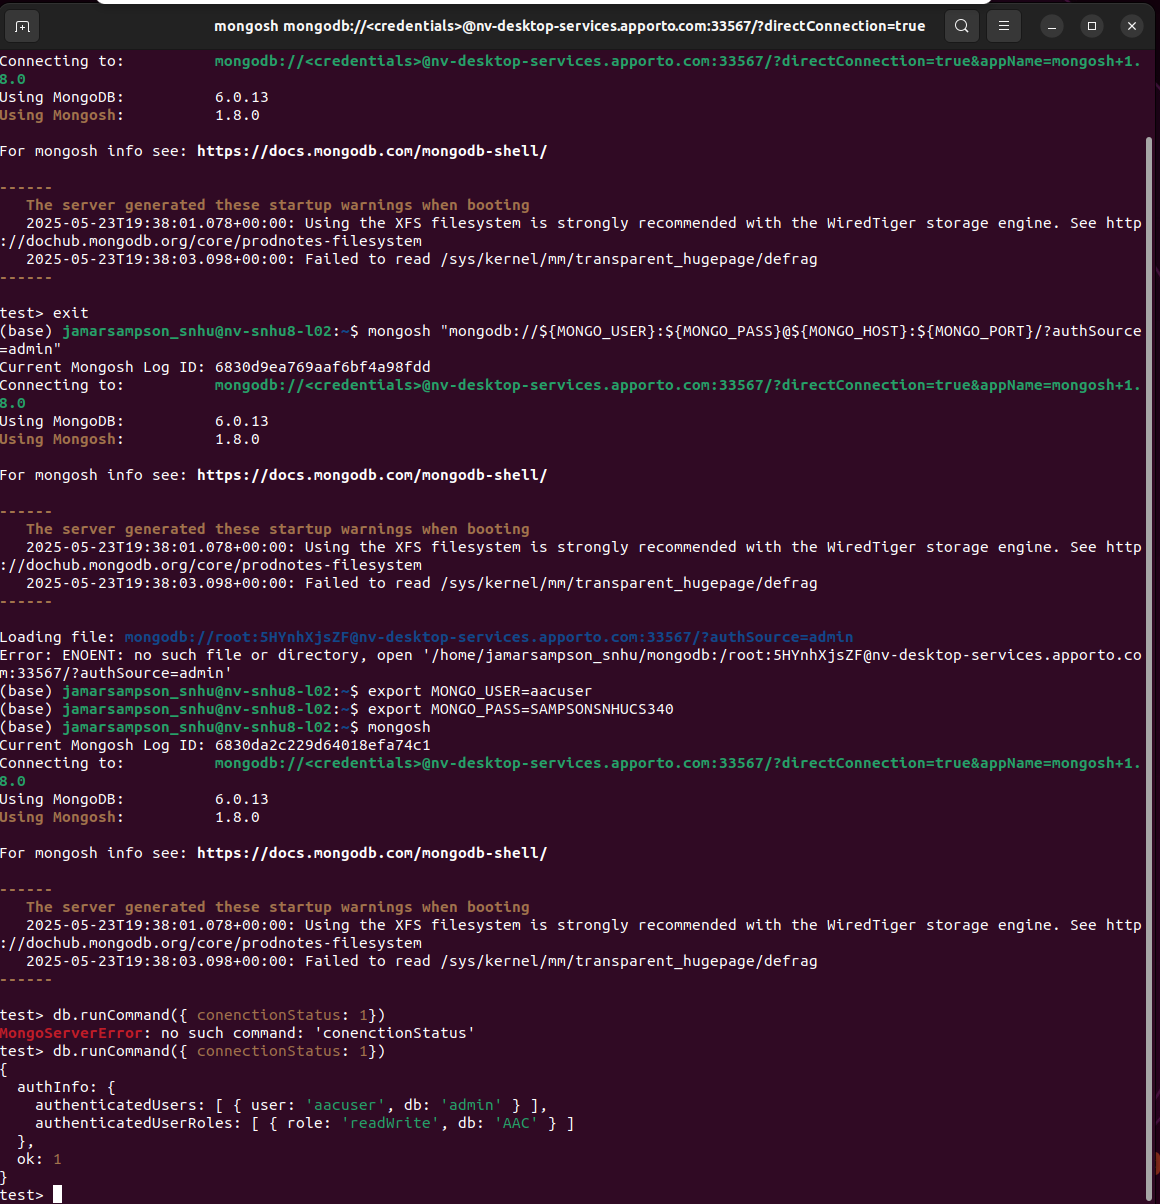 mongosh mongodb://<credentials>@nv-desktop-services.apporto.com:33567/?directConnection=true
Connecting to:          mongodb://<credentials>@nv-desktop-services.apporto.com:33567/?directConnection=true&appName=mongosh+1.
8.0
Using MongoDB:          6.0.13
Using Mongosh:          1.8.0
For mongosh info see: https://docs.mongodb.com/mongodb-shell/
------
   The server generated these startup warnings when booting
   2025-05-23T19:38:01.078+00:00: Using the XFS filesystem is strongly recommended with the WiredTiger storage engine. See http
://dochub.mongodb.org/core/prodnotes-filesystem
   2025-05-23T19:38:03.098+00:00: Failed to read /sys/kernel/mm/transparent_hugepage/defrag
------
test> exit
(base) jamarsampson_snhu@nv-snhu8-l02:~$ mongosh "mongodb://${MONGO_USER}:${MONGO_PASS}@${MONGO_HOST}:${MONGO_PORT}/?authSource
=admin"
Current Mongosh Log ID: 6830d9ea769aaf6bf4a98fdd
Connecting to:          mongodb://<credentials>@nv-desktop-services.apporto.com:33567/?directConnection=true&appName=mongosh+1.
8.0
Using MongoDB:          6.0.13
Using Mongosh:          1.8.0
For mongosh info see: https://docs.mongodb.com/mongodb-shell/
------
   The server generated these startup warnings when booting
   2025-05-23T19:38:01.078+00:00: Using the XFS filesystem is strongly recommended with the WiredTiger storage engine. See http
://dochub.mongodb.org/core/prodnotes-filesystem
   2025-05-23T19:38:03.098+00:00: Failed to read /sys/kernel/mm/transparent_hugepage/defrag
------
Loading file: mongodb://root:5HYnhXjsZF@nv-desktop-services.apporto.com:33567/?authSource=admin
Error: ENOENT: no such file or directory, open '/home/jamarsampson_snhu/mongodb:/root:5HYnhXjsZF@nv-desktop-services.apporto.co
m:33567/?authSource=admin'
(base) jamarsampson_snhu@nv-snhu8-l02:~$ export MONGO_USER=aacuser
(base) jamarsampson_snhu@nv-snhu8-l02:~$ export MONGO_PASS=SAMPSONSNHUCS340
(base) jamarsampson_snhu@nv-snhu8-l02:~$ mongosh
Current Mongosh Log ID: 6830da2c229d64018efa74c1
Connecting to:          mongodb://<credentials>@nv-desktop-services.apporto.com:33567/?directConnection=true&appName=mongosh+1.
8.0
Using MongoDB:          6.0.13
Using Mongosh:          1.8.0
For mongosh info see: https://docs.mongodb.com/mongodb-shell/
------
   The server generated these startup warnings when booting
   2025-05-23T19:38:01.078+00:00: Using the XFS filesystem is strongly recommended with the WiredTiger storage engine. See http
://dochub.mongodb.org/core/prodnotes-filesystem
   2025-05-23T19:38:03.098+00:00: Failed to read /sys/kernel/mm/transparent_hugepage/defrag
------
test> db.runCommand({ conenctionStatus: 1})
MongoServerError: no such command: 'conenctionStatus'
test> db.runCommand({ connectionStatus: 1})
{
  authInfo: {
    authenticatedUsers: [ { user: 'aacuser', db: 'admin' } ],
    authenticatedUserRoles: [ { role: 'readWrite', db: 'AAC' } ]
  },
  ok: 1
}
test>